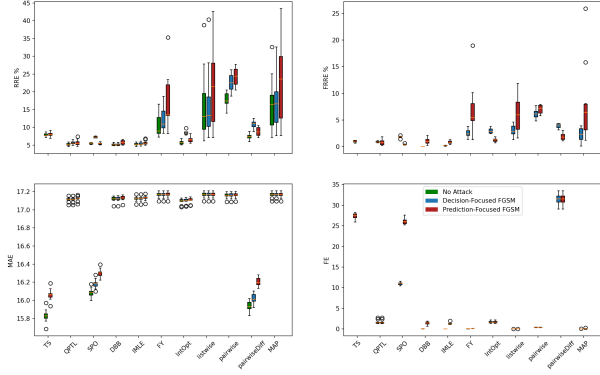 RRE %
45
40
35
30
25
20
15
10
5
FRRE %
25
20
15
10
5
0
MAE
17.2
17.0
16.8
16.6
16.4
16.2
16.0
15.8
TS
QPTL
SPO
DBB
IMLE
FY
IntOpt
listwise
pairwise
pairwiseDiff
MAP
FE
35
30
25
20
15
10
5
0
No Attack
Decision-Focused FGSM
Prediction-Focused FGSM
TS
QPTL
SPO
DBB
IMLE
FY
IntOpt
listwise
pairwise
pairwiseDiff
MAP